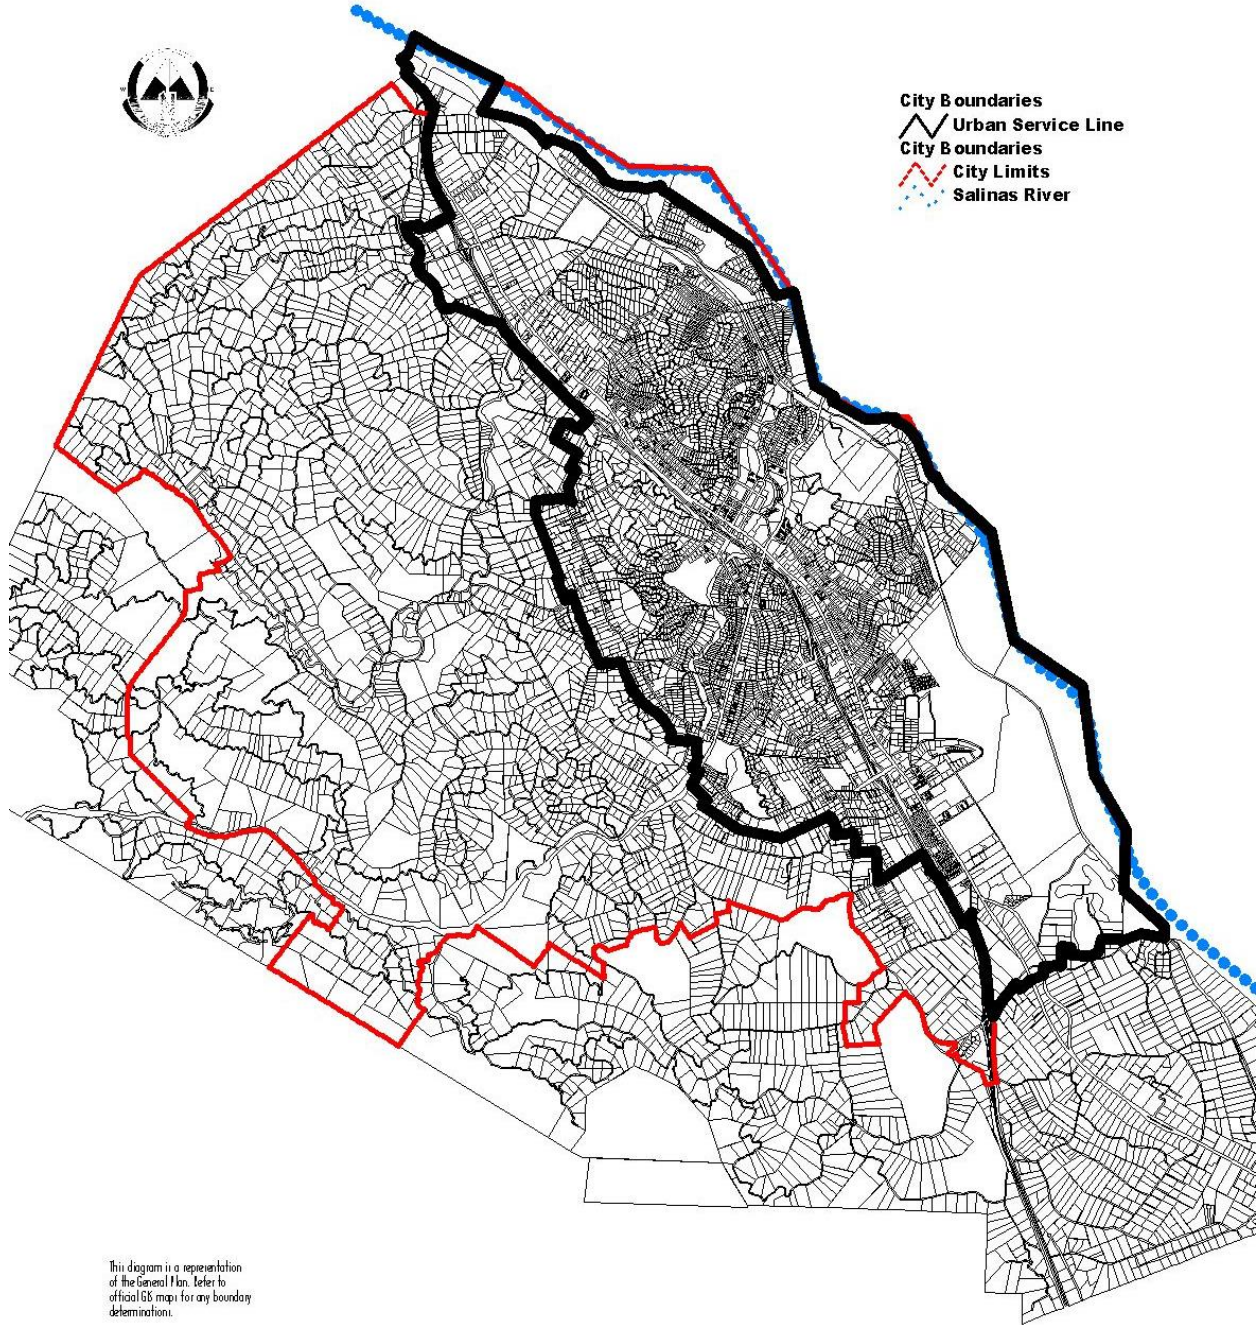 City Boundaries
Urban Service Line
City Boundaries
City Limits
Salinas River
W
E
This diagram is a representation
of the General Plan. Refer to
official GIS maps for any boundary
determinations.